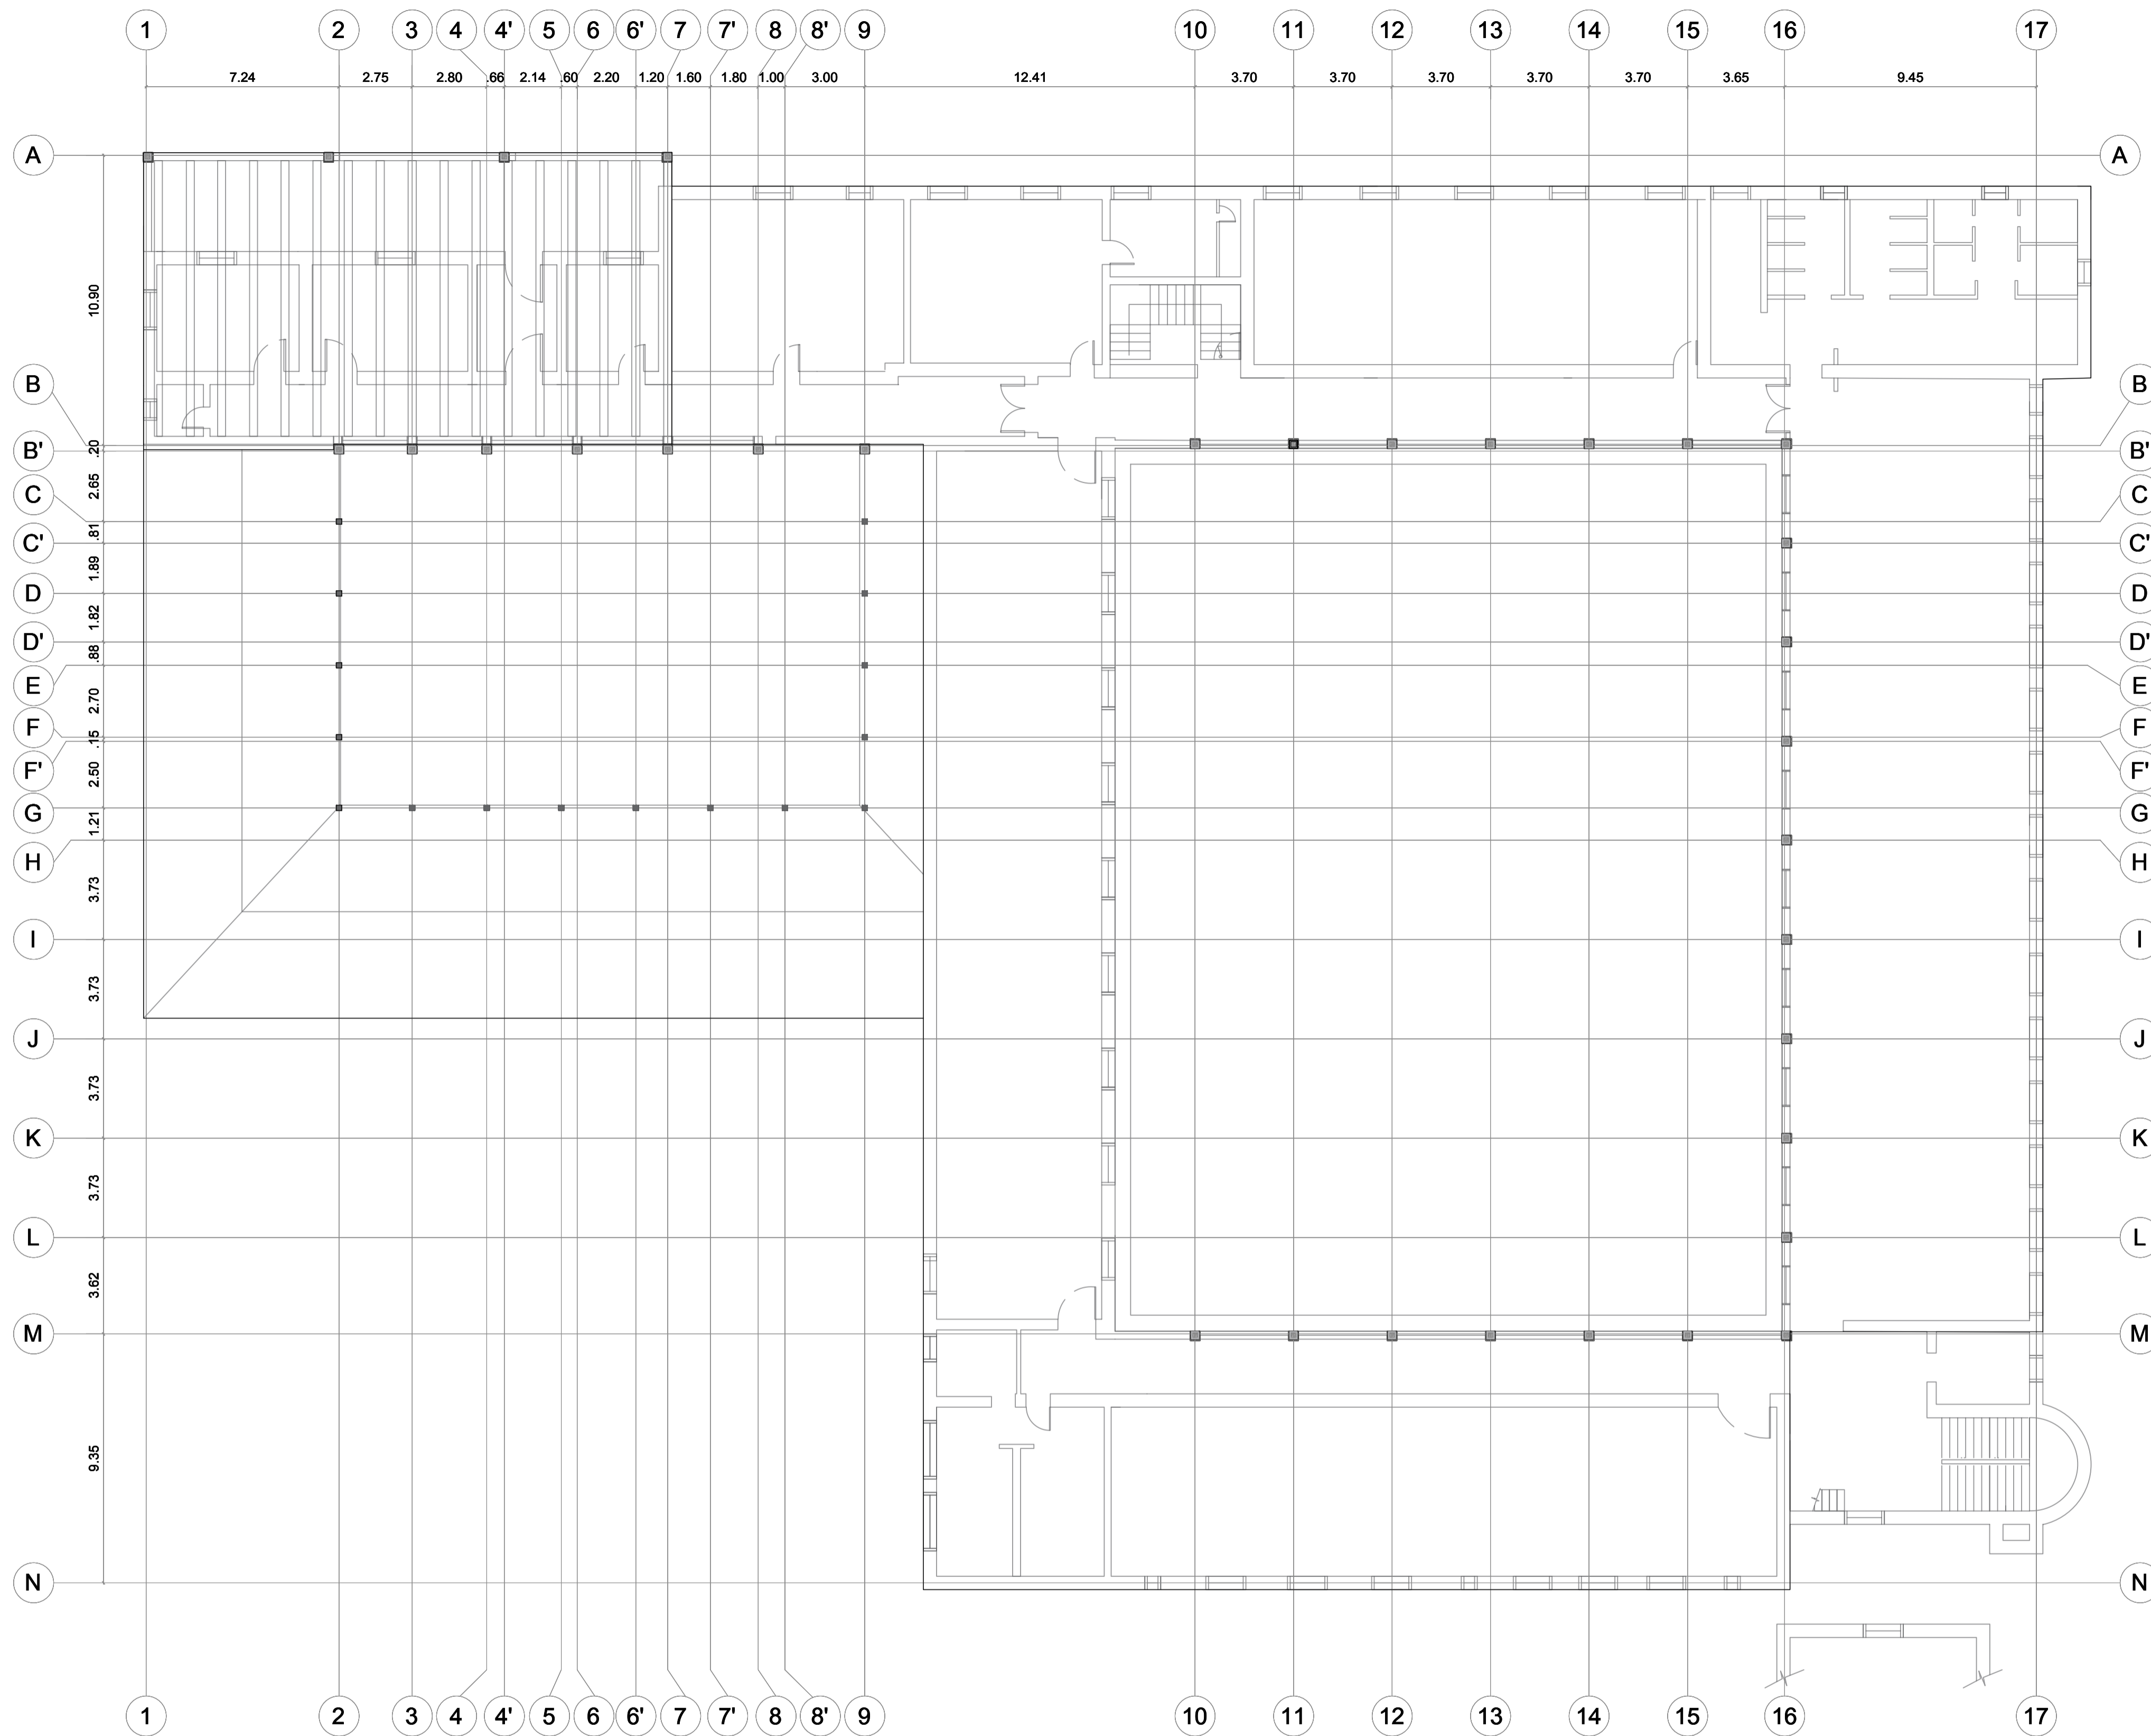 1 2 3 4 4' 5 6 6' 7 7' 8 8' 9 10 11 12 13 14 15 16 17
7.24 2.75 2.80 .66 2.14 .60 2.20 1.20 1.60 1.80 1.00 3.00 12.41 3.70 3.70 3.70 3.70 3.70 3.65 9.45
A A
10.90
B B
.20
B' B'
2.65
C C
.81
C' C'
1.89
D D
1.82
D' D'
.88
E E
2.70
F F
.15
F' F'
2.50
G G
1.21
H H
3.73
I I
3.73
J J
3.73
K K
3.73
L L
3.62
M M
9.35
N N
1 2 3 4 4' 5 6 6' 7 7' 8 8' 9 10 11 12 13 14 15 16 17